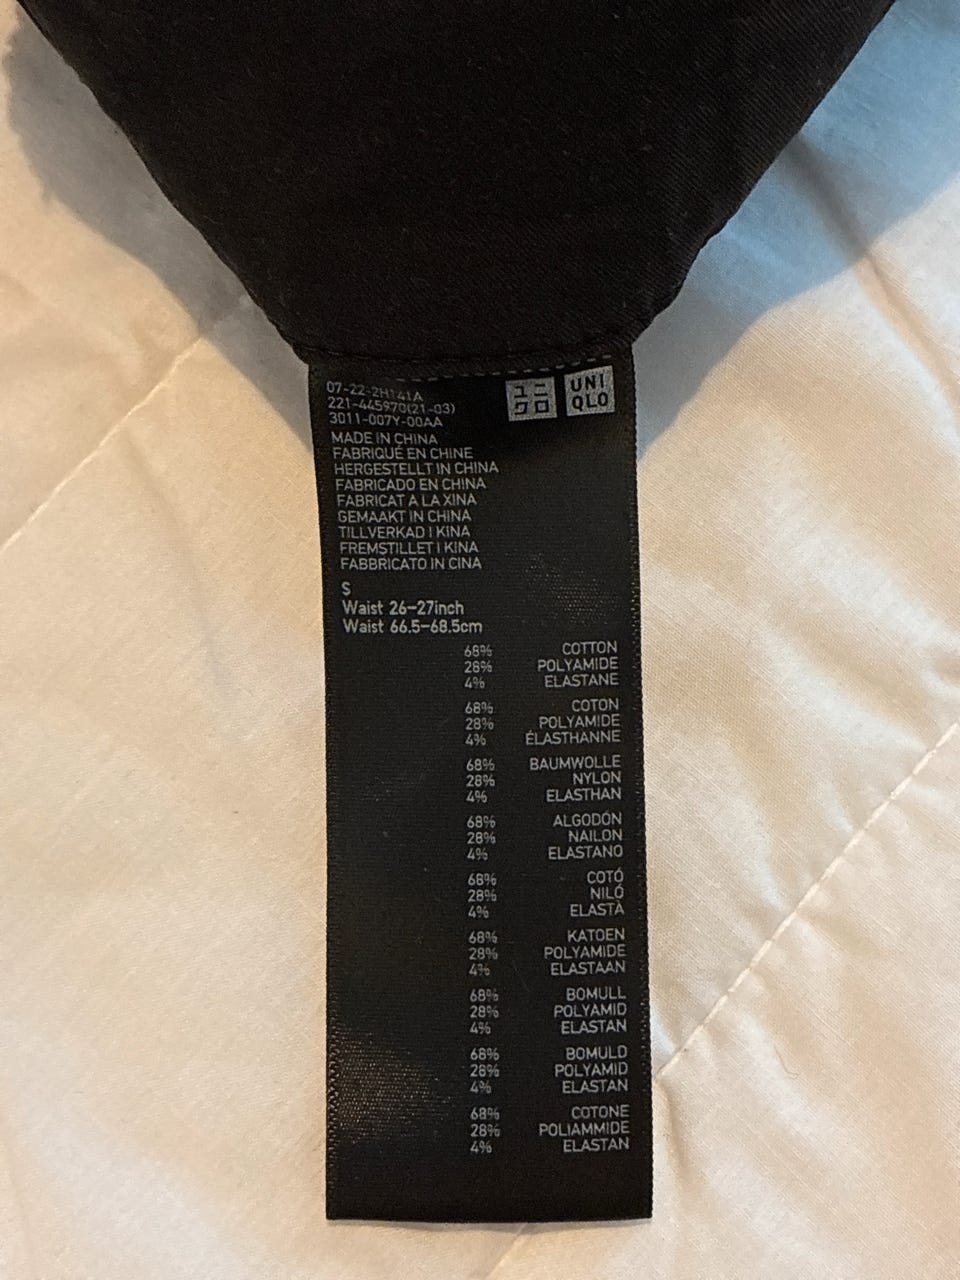 07-22-2H141A
221-445970(21-03)
3011-007Y-00AA
ユニ
クロ
UNI
QLO
MADE IN CHINA
FABRIQUÉ EN CHINE
HERGESTELLT IN CHINA
FABRICADO EN CHINA
FABRICAT A LA XINA
GEMAAKT IN CHINA
TILLVERKAD I KINA
FREMSTILLET I KINA
FABBRICATO IN CINA
S
Waist 26-27inch
Waist 66.5-68.5cm
68% COTTON
28% POLYAMIDE
4% ELASTANE
68% COTON
28% POLYAMIDE
4% ÉLASTHANNE
68% BAUMWOLLE
28% NYLON
4% ELASTHAN
68% ALGODÓN
28% NAILON
4% ELASTANO
68% COTÓ
28% NILÓ
4% ELASTÀ
68% KATOEN
28% POLYAMIDE
4% ELASTAAN
68% BOMULL
28% POLYAMID
4% ELASTAN
68% BOMULD
28% POLYAMID
4% ELASTAN
68% COTONE
28% POLIAMMIDE
4% ELASTAN